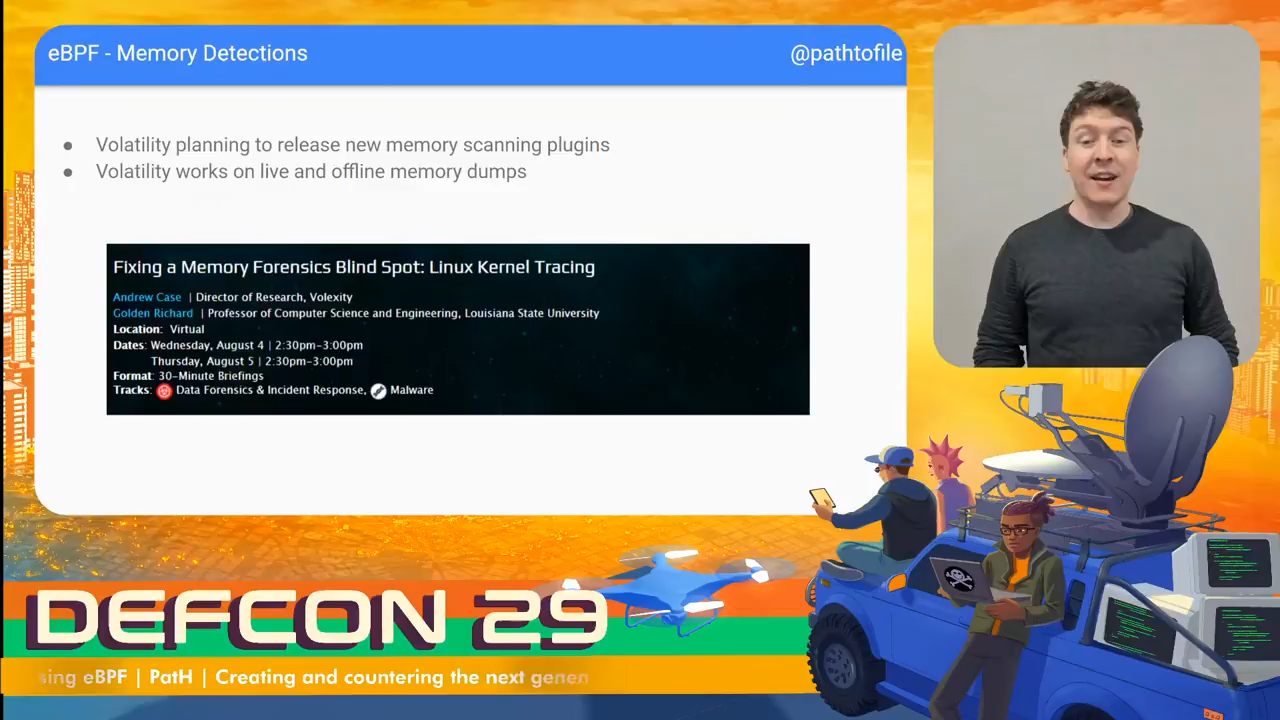 eBPF - Memory Detections
@pathtofile
● Volatility planning to release new memory scanning plugins
● Volatility works on live and offline memory dumps
Fixing a Memory Forensics Blind Spot: Linux Kernel Tracing
Andrew Case | Director of Research, Volexity
Golden Richard | Professor of Computer Science and Engineering, Louisiana State University
Location: Virtual
Dates: Wednesday, August 4 | 2:30pm-3:00pm
Thursday, August 5 | 2:30pm-3:00pm
Format: 30-Minute Briefings
Tracks: Data Forensics & Incident Response, Malware
DEFCON 29
sing eBPF | PatH | Creating and countering the next gener